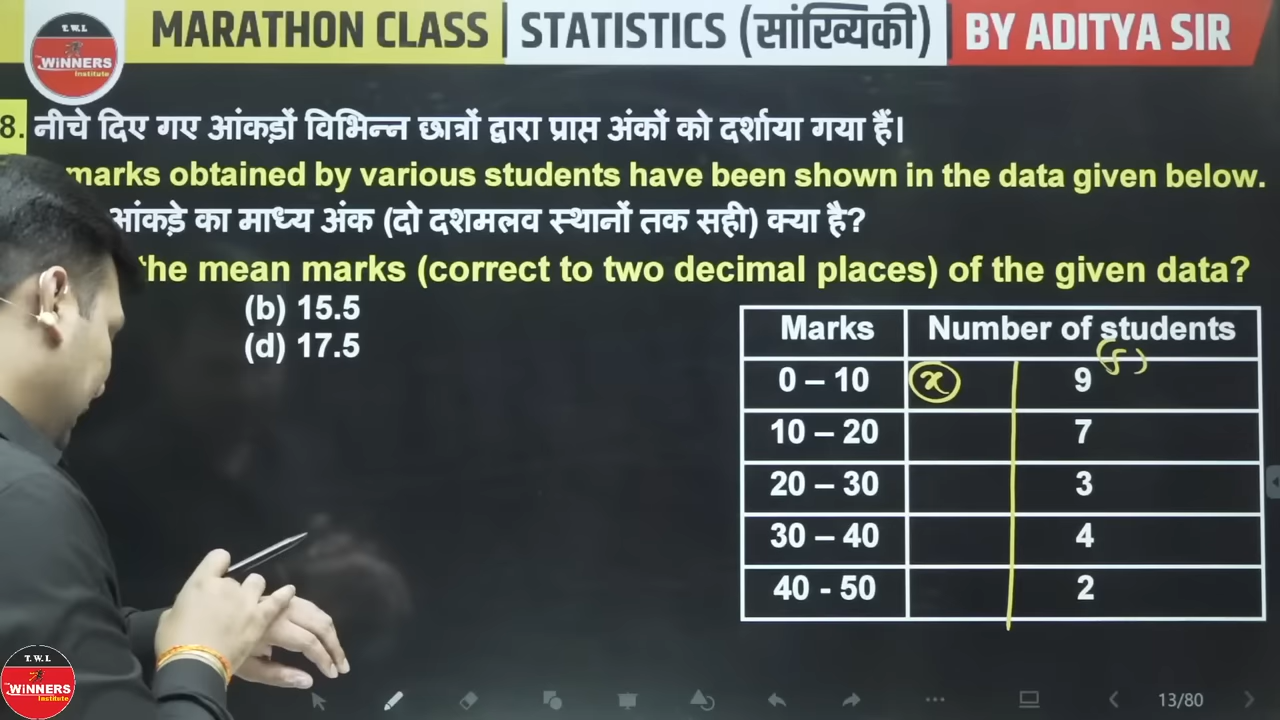 MARATHON CLASS STATISTICS (सांख्यिकी) BY ADITYA SIR
T.W.L
WiNNERS
Institute
8. नीचे दिए गए आंकड़ों विभिन्न छात्रों द्वारा प्राप्त अंकों को दर्शाया गया हैं।
marks obtained by various students have been shown in the data given below.
आंकड़े का माध्य अंक (दो दशमलव स्थानों तक सही) क्या है?
the mean marks (correct to two decimal places) of the given data?
(b) 15.5
(d) 17.5
Marks Number of students
0 – 10 x 9
10 – 20 7
20 – 30 3
30 – 40 4
40 - 50 2
T.W.L
WiNNERS
Institute
13/80